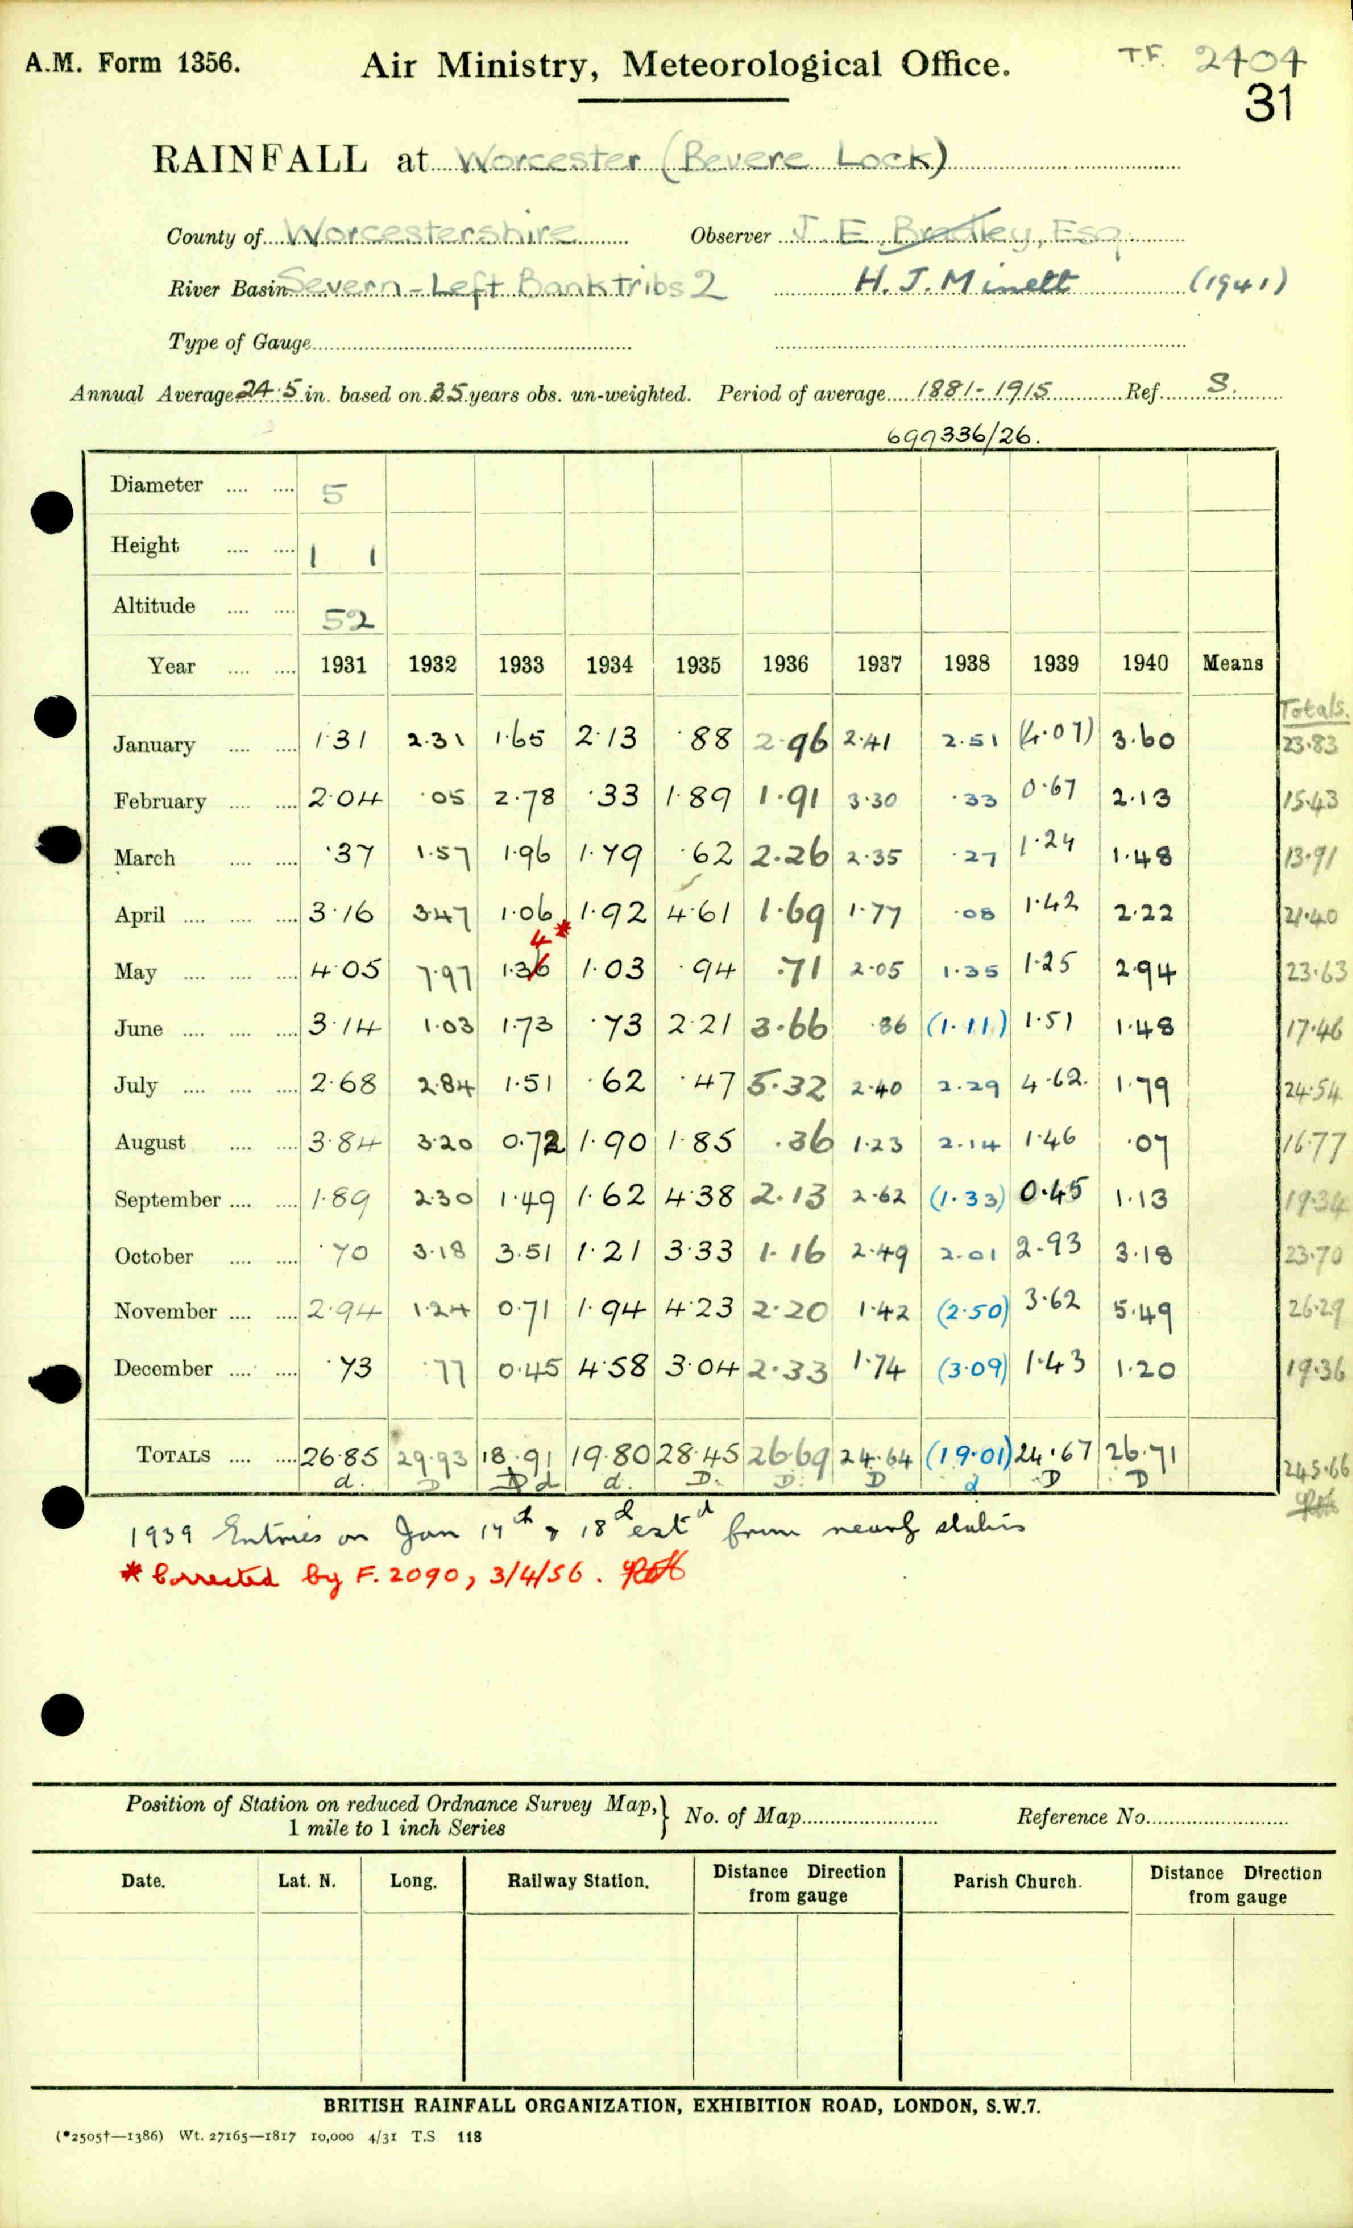 A.M. Form 1356.
Air Ministry, Meteorological Office.
T.F. 2404
31
RAINFALL at Worcester (Bevere Lock)
County of Worcestershire Observer J. E. Bradley, Esq.
River Basin Severn - Left Bank Tribs 2 H. J. Minett (1941)
Type of Gauge
Annual Average 24.5 in. based on 35 years obs. un-weighted. Period of average 1881-1915 Ref. S.
699336/26.
Diameter 5
Height 1 1
Altitude 52
Year 1931 1932 1933 1934 1935 1936 1937 1938 1939 1940 Means
Totals.
January 1.31 2.31 1.65 2.13 .88 2.96 2.41 2.51 (4.07) 3.60 23.83
February 2.04 .05 2.78 .33 1.89 1.91 3.30 .33 0.67 2.13 15.43
March .37 1.57 1.96 1.79 .62 2.26 2.35 .27 1.24 1.48 13.91
April 3.16 3.47 1.06 1.92 4.61 1.69 1.77 .08 1.42 2.22 21.40
4 *
May 4.05 7.97 1.36 1.03 .94 .71 2.05 1.35 1.25 2.94 23.63
June 3.14 1.03 1.73 .73 2.21 3.66 .86 (1.11) 1.51 1.48 17.46
July 2.68 2.84 1.51 .62 .47 5.32 2.40 2.29 4.62 1.79 24.54
August 3.84 3.20 0.72 1.90 1.85 .36 1.23 2.14 1.46 .07 16.77
September 1.89 2.30 1.49 1.62 4.38 2.13 2.62 (1.33) 0.45 1.13 19.34
October .70 3.18 3.51 1.21 3.33 1.16 2.49 2.01 2.93 3.18 23.70
November 2.94 1.24 0.71 1.94 4.23 2.20 1.42 (2.50) 3.62 5.49 26.29
December .73 .77 0.45 4.58 3.04 2.33 1.74 (3.09) 1.43 1.20 19.36
TOTALS 26.85 29.93 18.91 19.80 28.45 26.69 24.64 (19.01) 24.67 26.71 245.66
d. D D d d. D. D. D d D D
1939 Entries on Jan 17th & 18th estd from nearby stations
* Corrected by F. 2090, 3/4/56.
Position of Station on reduced Ordnance Survey Map,} No. of Map Reference No.
1 mile to 1 inch Series
Date. Lat. N. Long. Railway Station. Distance Direction from gauge Parish Church. Distance Direction from gauge
BRITISH RAINFALL ORGANIZATION, EXHIBITION ROAD, LONDON, S.W.7.
(*2505†—1386) Wt. 27165—1817 10,000 4/31 T.S 118